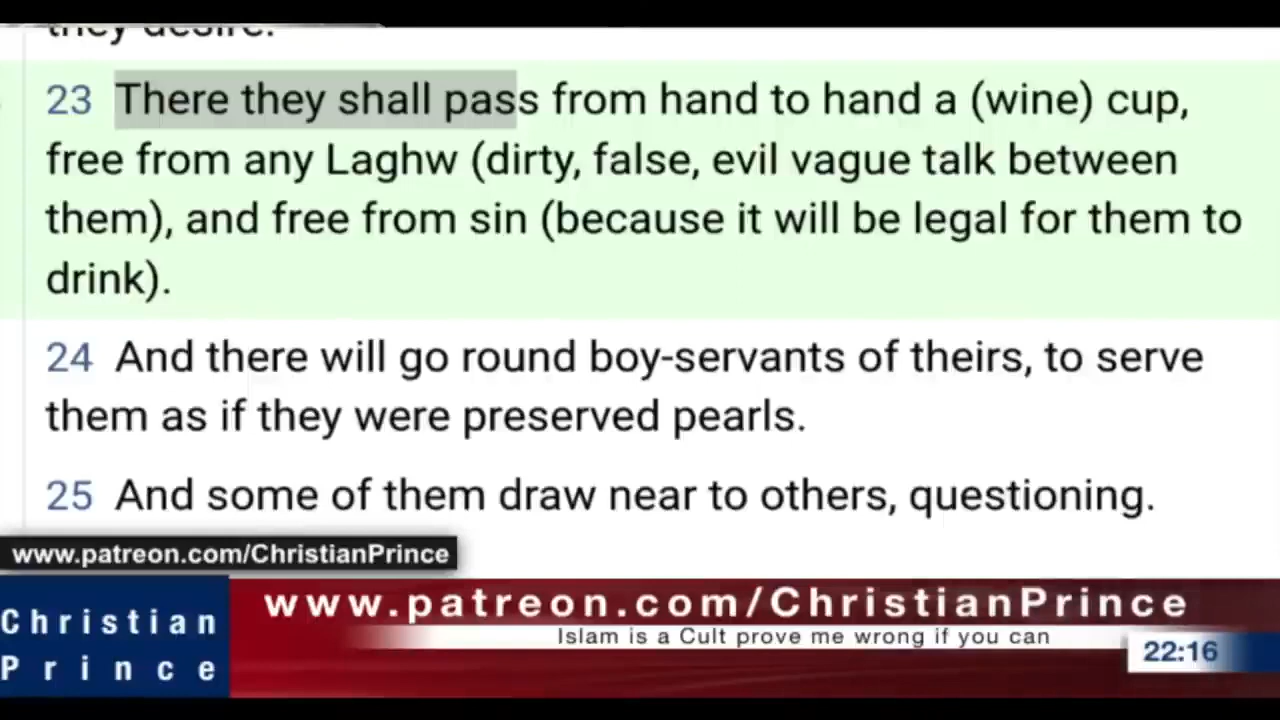 they desire.
23 There they shall pass from hand to hand a (wine) cup,
free from any Laghw (dirty, false, evil vague talk between
them), and free from sin (because it will be legal for them to
drink).
24 And there will go round boy-servants of theirs, to serve
them as if they were preserved pearls.
25 And some of them draw near to others, questioning.
www.patreon.com/ChristianPrince
www.patreon.com/ChristianPrince
Christian
Prince
Islam is a Cult prove me wrong if you can
22:16